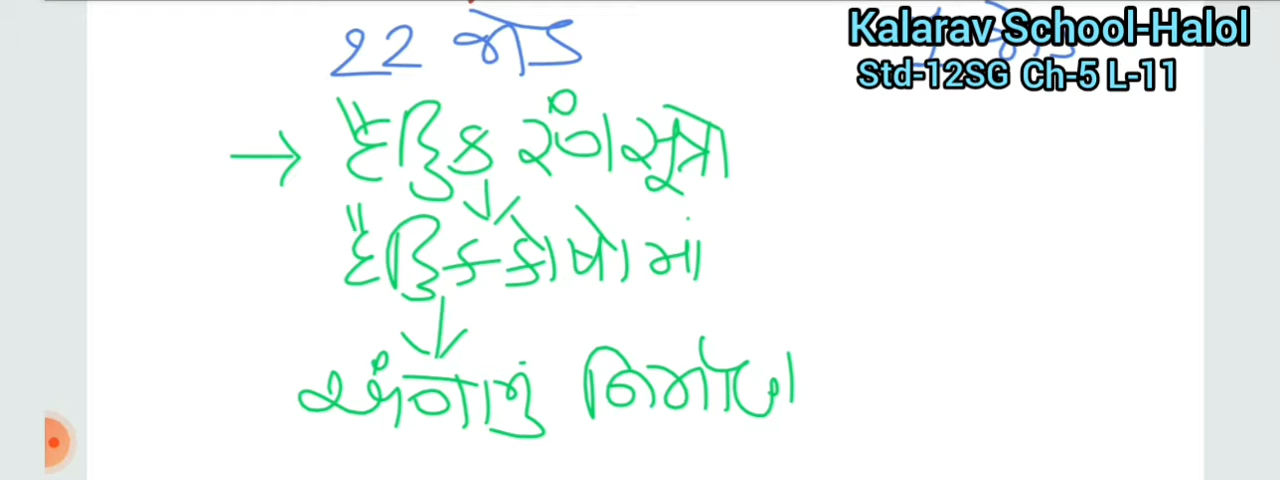 22 જોડ
Kalarav School-Halol
Std-12SG Ch-5 L-11
→ દૈહિક રંગસૂત્રો
દૈહિક કોષોમાં
અંગોનું નિર્માણ